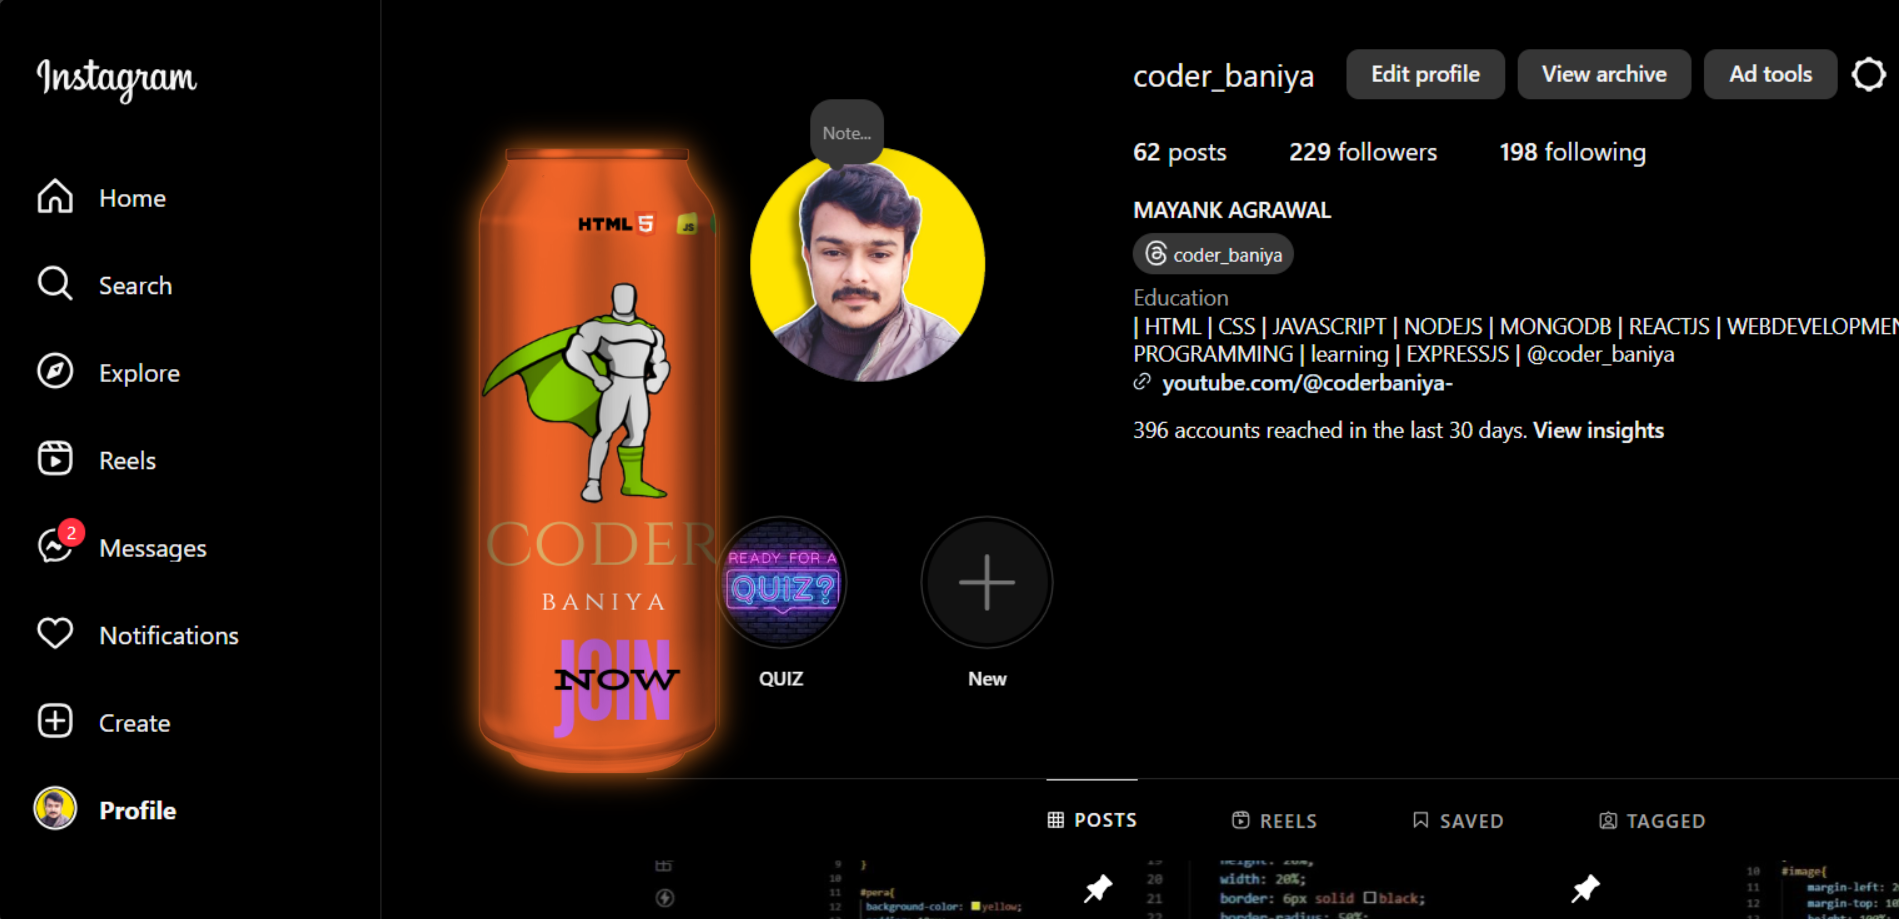 Instagram
Home
Search
Explore
Reels
2
Messages
Notifications
Create
Profile
HTML 5
JS
CODER
BANIYA
JOIN
NOW
Note...
READY FOR A
QUIZ?
QUIZ
New
coder_baniya
Edit profile
View archive
Ad tools
62 posts
229 followers
198 following
MAYANK AGRAWAL
coder_baniya
Education
| HTML | CSS | JAVASCRIPT | NODEJS | MONGODB | REACTJS | WEBDEVELOPMEN
PROGRAMMING | learning | EXPRESSJS | @coder_baniya
youtube.com/@coderbaniya-
396 accounts reached in the last 30 days. View insights
POSTS
REELS
SAVED
TAGGED
9 }
10
11 #pera{
12 background-color: yellow;
19 height: 20%;
20 width: 20%;
21 border: 6px solid black;
22 border-radius: 50%;
10 #image{
11 margin-left: 2
12 margin-top: 10